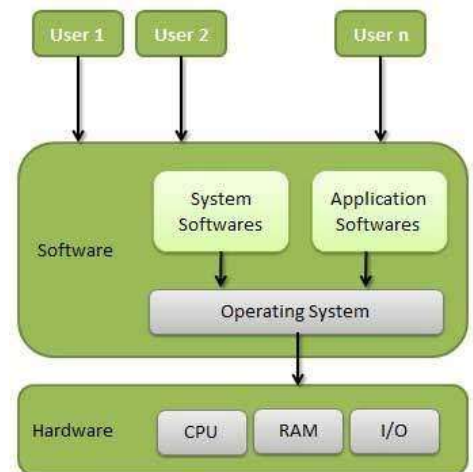 User 1
User 2
User n
System
Softwares
Application
Softwares
Software
Operating System
Hardware
CPU
RAM
I/O